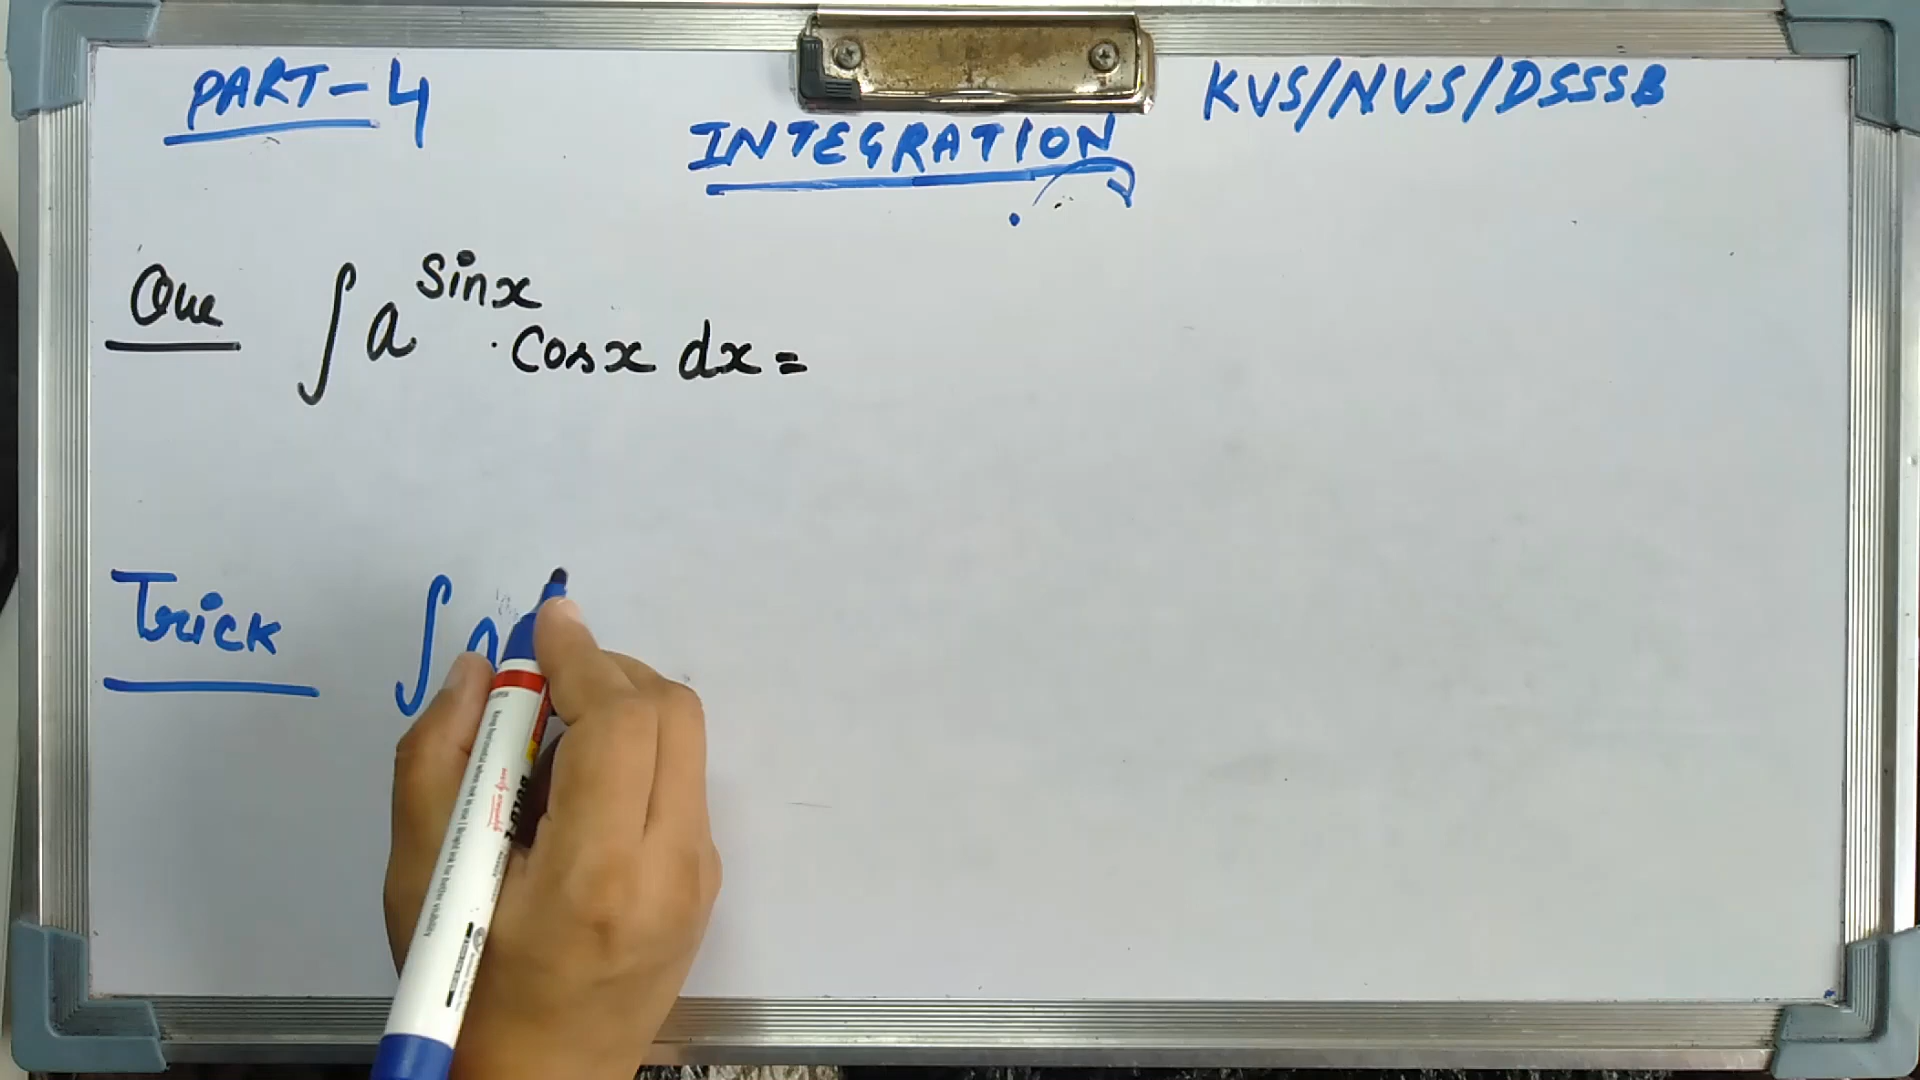 PART-4
KVS/NVS/DSSSB
INTEGRATION
Que ∫ a^sinx · cosx dx =
Trick ∫ a